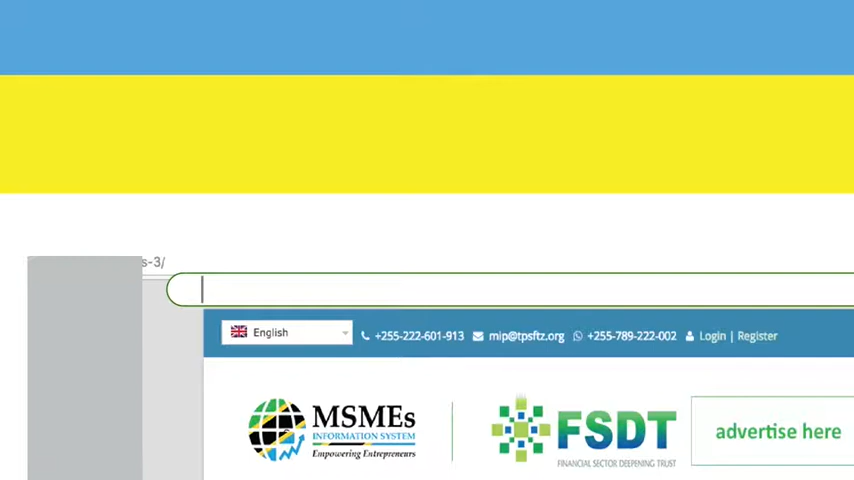 s-3/
English +255-222-601-913 mip@tpsftz.org +255-789-222-002 Login | Register
MSMEs
INFORMATION SYSTEM
Empowering Entrepreneurs
FSDT
FINANCIAL SECTOR DEEPENING TRUST
advertise here